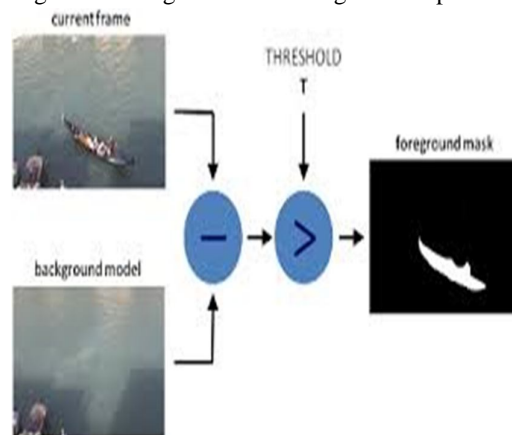 current frame
THRESHOLD
T
foreground mask
background model